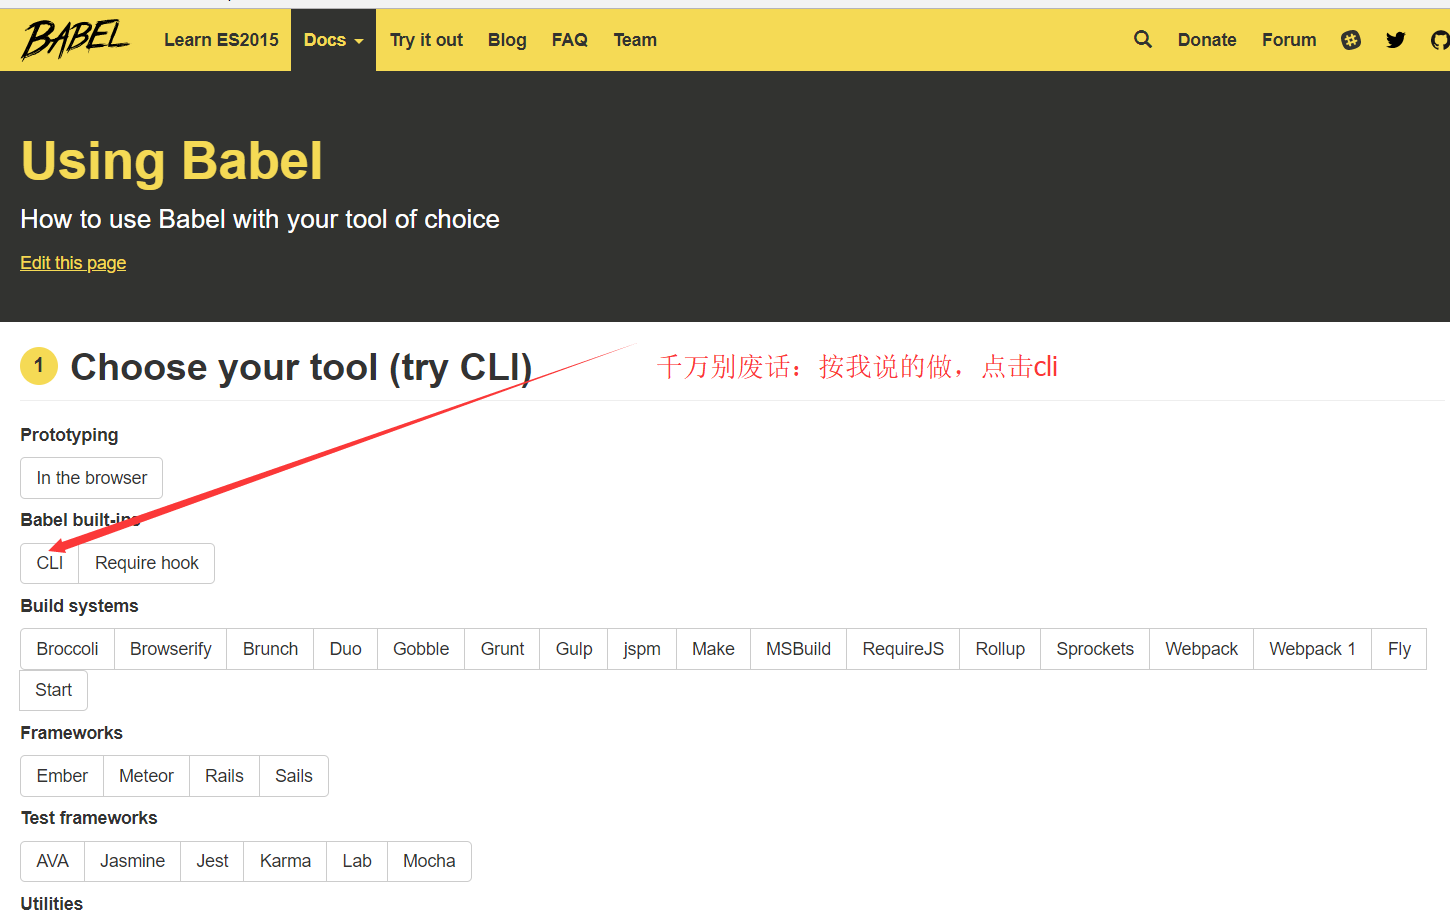 BABEL
Learn ES2015 Docs Try it out Blog FAQ Team Donate Forum
Using Babel
How to use Babel with your tool of choice
Edit this page
1 Choose your tool (try CLI)
千万别废话：按我说的做，点击cli
Prototyping
In the browser
Babel built-ins
CLI Require hook
Build systems
Broccoli Browserify Brunch Duo Gobble Grunt Gulp jspm Make MSBuild RequireJS Rollup Sprockets Webpack Webpack 1 Fly
Start
Frameworks
Ember Meteor Rails Sails
Test frameworks
AVA Jasmine Jest Karma Lab Mocha
Utilities